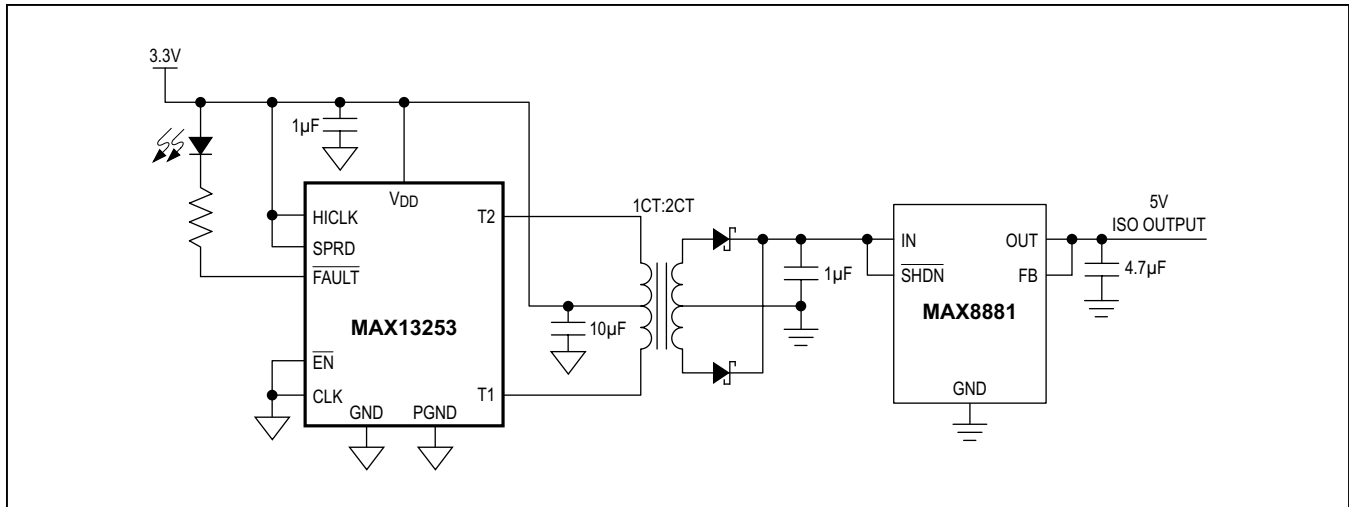 3.3V
1µF
VDD
HICLK
SPRD
FAULT
EN
CLK
GND
PGND
T2
T1
MAX13253
1CT:2CT
10µF
1µF
IN
SHDN
OUT
FB
MAX8881
GND
5V
ISO OUTPUT
4.7µF